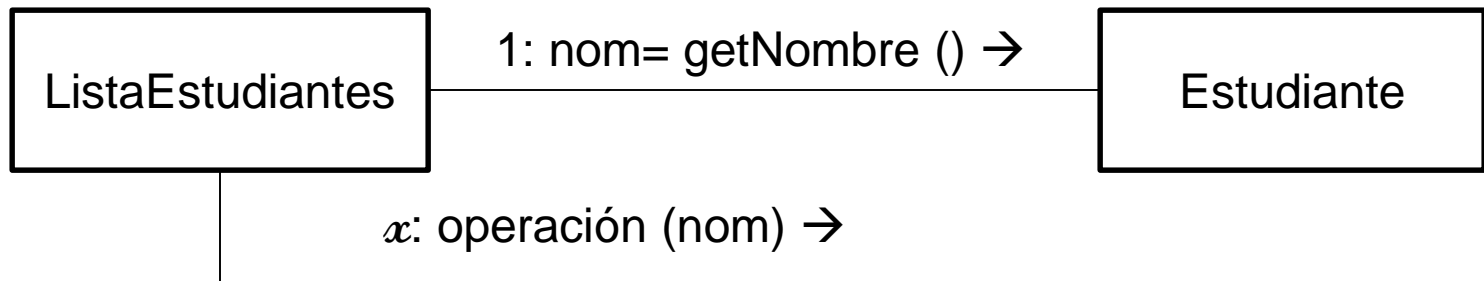 1: nom= getNombre () →
ListaEstudiantes
Estudiante
x: operación (nom) →